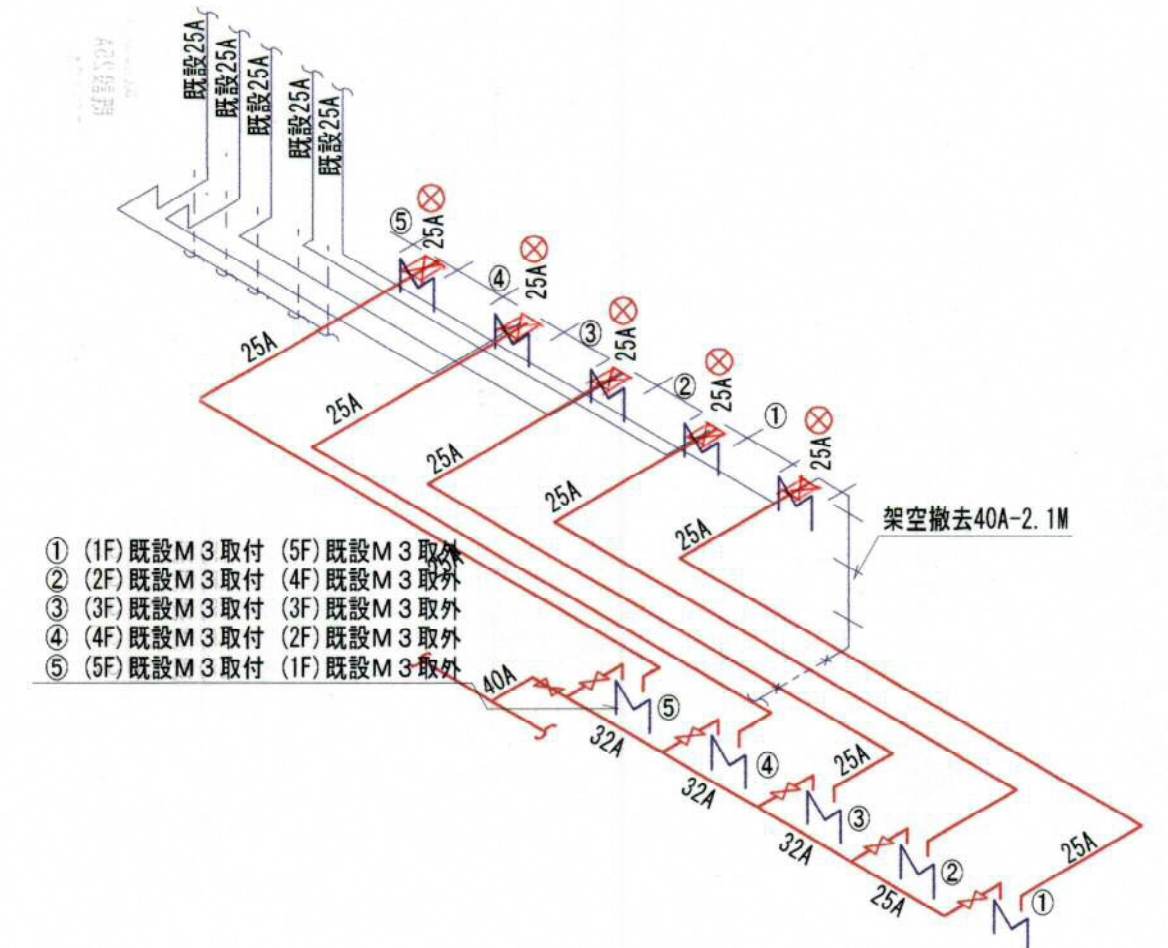 既設25A
既設25A
既設25A
既設25A
既設25A
⑤ 25A
④ 25A
③ 25A
② 25A
① 25A
25A
25A
25A
25A
25A
架空撤去40A-2.1M
① (1F)既設M3取付 (5F)既設M3取外
② (2F)既設M3取付 (4F)既設M3取外
③ (3F)既設M3取付 (3F)既設M3取外
④ (4F)既設M3取付 (2F)既設M3取外
⑤ (5F)既設M3取付 (1F)既設M3取外
40A
⑤
32A
④
25A
32A
③
25A
32A
②
25A
①